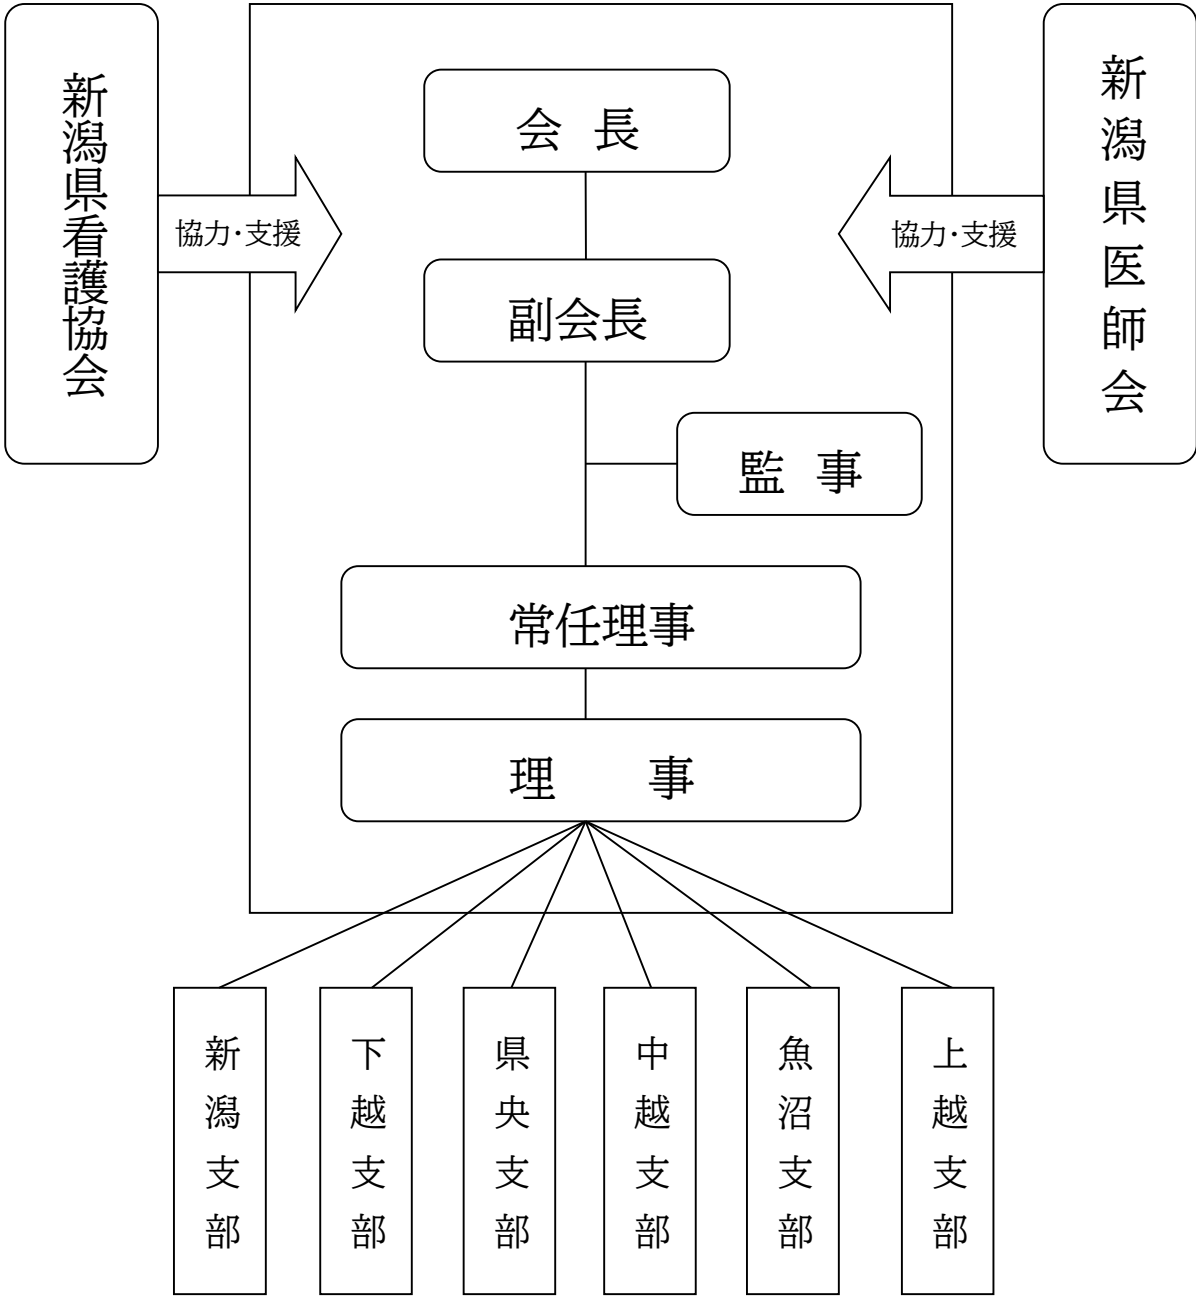 新潟県看護協会
協力・支援
会 長
副会長
監 事
常任理事
理 事
協力・支援
新潟県医師会
新潟支部
下越支部
県央支部
中越支部
魚沼支部
上越支部